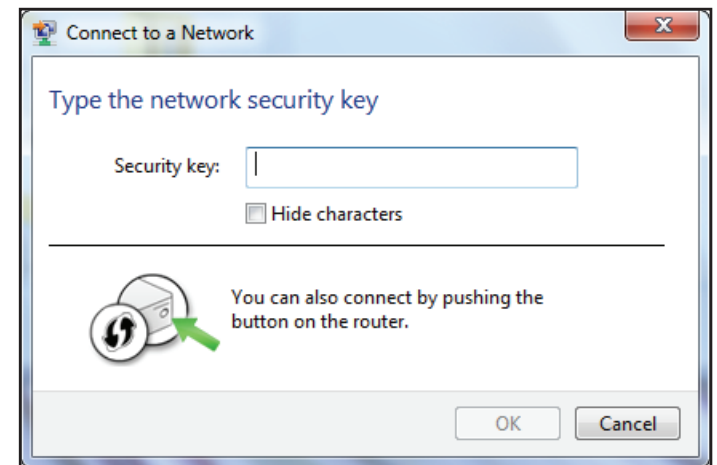 Connect to a Network
Type the network security key
Security key:
Hide characters
You can also connect by pushing the
button on the router.
OK
Cancel